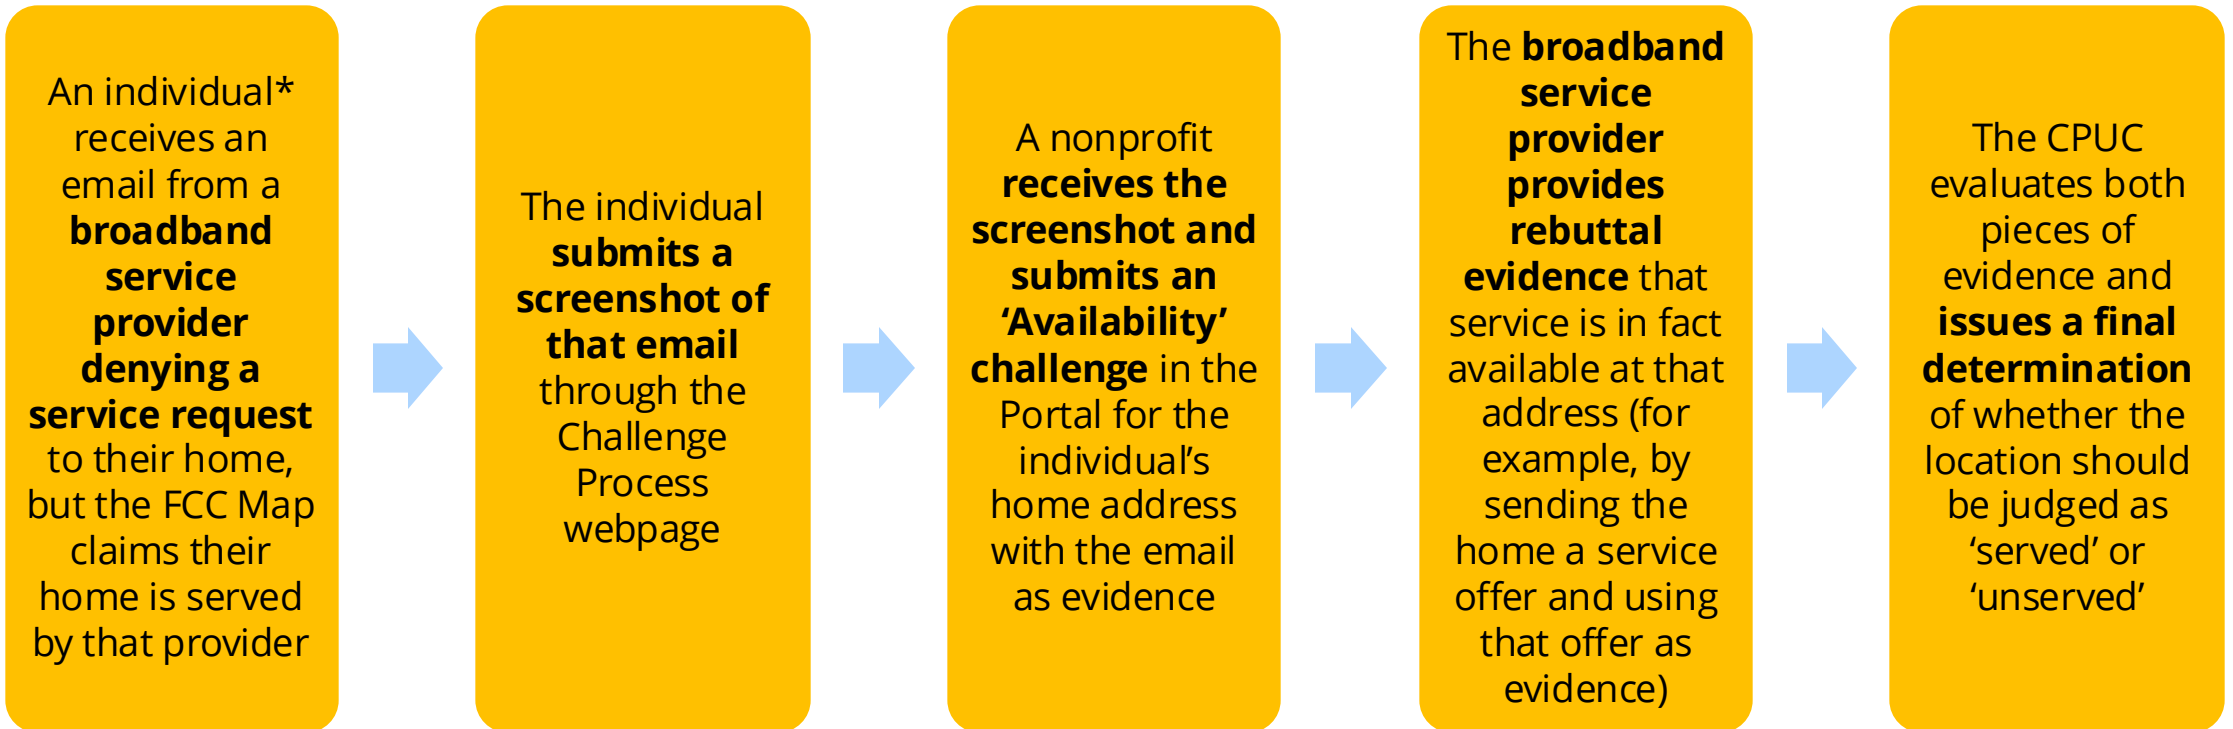 An individual*
receives an
email from a
broadband
service
provider
denying a
service request
to their home,
but the FCC Map
claims their
home is served
by that provider
The individual
submits a
screenshot of
that email
through the
Challenge
Process
webpage
A nonprofit
receives the
screenshot and
submits an
‘Availability’
challenge in the
Portal for the
individual’s
home address
with the email
as evidence
The broadband
service
provider
provides
rebuttal
evidence that
service is in fact
available at that
address (for
example, by
sending the
home a service
offer and using
that offer as
evidence)
The CPUC
evaluates both
pieces of
evidence and
issues a final
determination
of whether the
location should
be judged as
‘served’ or
‘unserved’